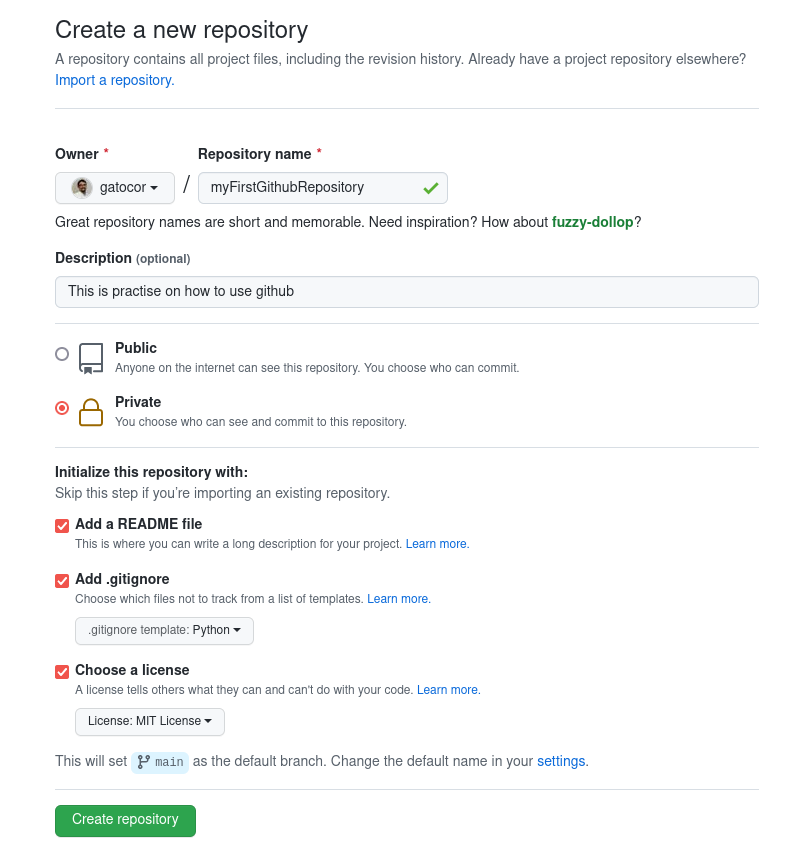 Create a new repository
A repository contains all project files, including the revision history. Already have a project repository elsewhere?
Import a repository.
Owner * Repository name *
gatocor / myFirstGithubRepository
Great repository names are short and memorable. Need inspiration? How about fuzzy-dollop?
Description (optional)
This is practise on how to use github
Public
Anyone on the internet can see this repository. You choose who can commit.
Private
You choose who can see and commit to this repository.
Initialize this repository with:
Skip this step if you’re importing an existing repository.
Add a README file
This is where you can write a long description for your project. Learn more.
Add .gitignore
Choose which files not to track from a list of templates. Learn more.
.gitignore template: Python
Choose a license
A license tells others what they can and can't do with your code. Learn more.
License: MIT License
This will set main as the default branch. Change the default name in your settings.
Create repository